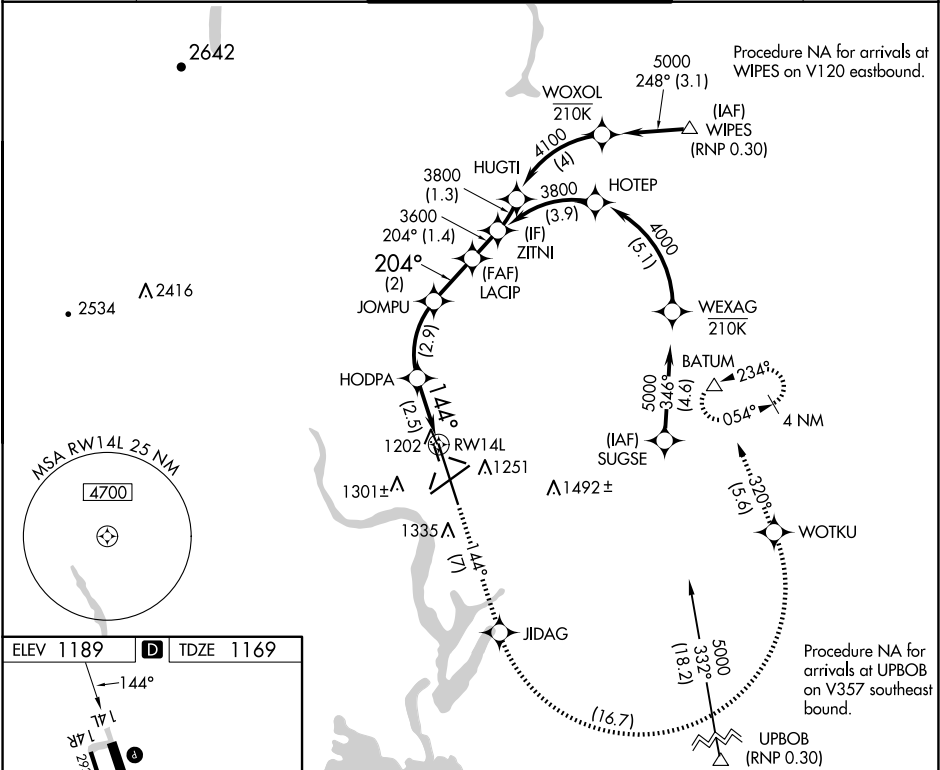 2642
Procedure NA for arrivals at
WIPES on V120 eastbound.
5000
248° (3.1)
WOXOL
210K
(IAF)
WIPES
(RNP 0.30)
4100
(4)
HUGTI
3800
(1.3)
HOTEP
3800
(3.9)
3600
204° (1.4)
(IF)
ZITNI
4000
(5.1)
204°
(2)
(FAF)
LACIP
2416
2534
JOMPU
WEXAG
210K
(2.9)
BATUM
234°
054°
4 NM
HODPA
5000
346°
(4.6)
144°
(2.5)
(IAF)
SUGSE
1202
RW14L
1251
MSA RW14L 25 NM
4700
1301±
1492±
320°
(5.6)
WOTKU
1335
144°
(7)
JIDAG
5000
332°
(18.2)
ELEV 1189
D
TDZE 1169
Procedure NA for
arrivals at UPBOB
on V357 southeast
bound.
144°
(16.7)
14L
14R
P
UPBOB
(RNP 0.30)